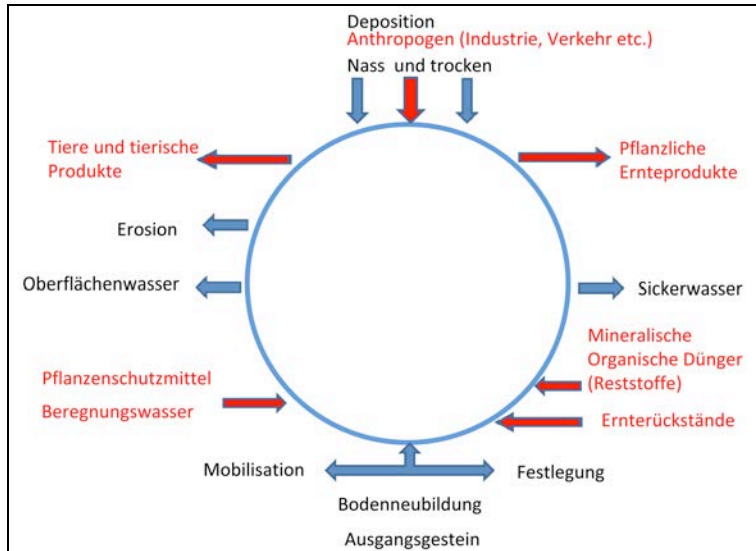 Deposition
Anthropogen (Industrie, Verkehr etc.)
Nass und trocken
Tiere und tierische
Produkte
Pflanzliche
Ernteprodukte
Erosion
Oberflächenwasser
Sickerwasser
Mineralische
Organische Dünger
(Reststoffe)
Pflanzenschutzmittel
Beregnungswasser
Ernterückstände
Mobilisation
Festlegung
Bodenneubildung
Ausgangsgestein